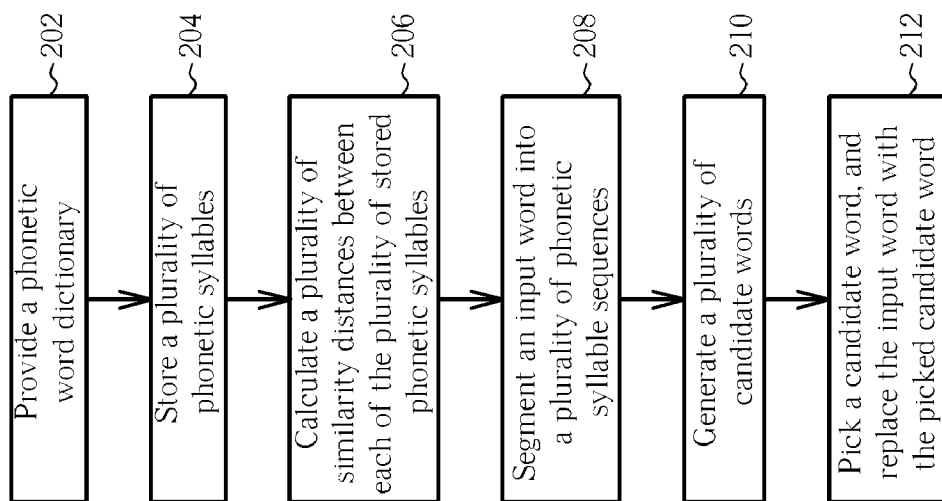 202
Provide a phonetic
word dictionary
204
Store a plurality of
phonetic syllables
206
Calculate a plurality of
similarity distances between
each of the plurality of stored
phonetic syllables
208
Segment an input word into
a plurality of phonetic
syllable sequences
210
Generate a plurality of
candidate words
212
Pick a candidate word, and
replace the input word with
the picked candidate word